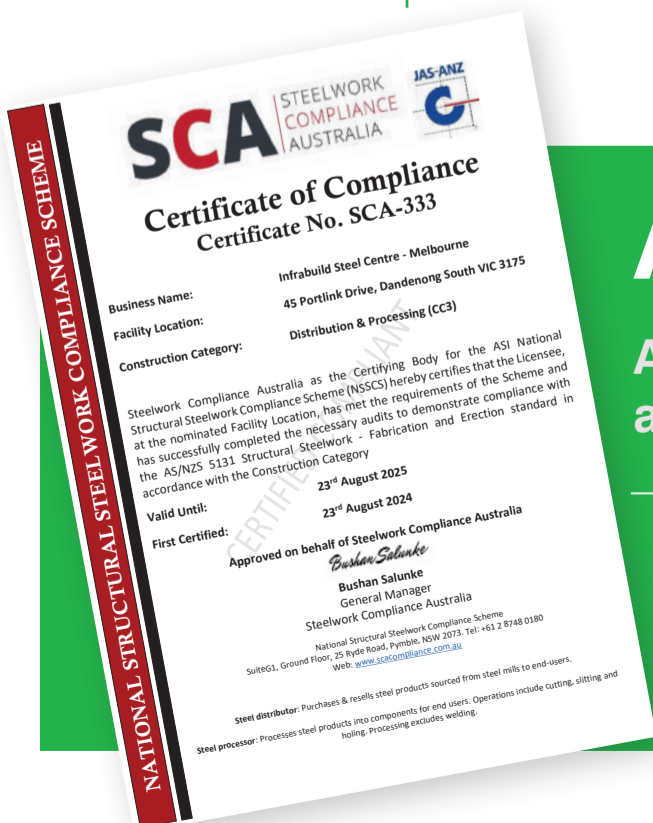 SCA
STEELWORK
COMPLIANCE
AUSTRALIA
JAS-ANZ
Certificate of Compliance
Certificate No. SCA-333
Business Name:
Infrabuild Steel Centre - Melbourne
Facility Location:
45 Portlink Drive, Dandenong South VIC 3175
Construction Category:
Distribution & Processing (CC3)
Steelwork Compliance Australia as the Certifying Body for the ASI National
Structural Steelwork Compliance Scheme (NSSCS) hereby certifies that the Licensee,
at the nominated Facility Location, has met the requirements of the Scheme and
has successfully completed the necessary audits to demonstrate compliance with
the AS/NZS 5131 Structural Steelwork - Fabrication and Erection standard in
accordance with the Construction Category
Valid Until:
23rd August 2025
First Certified:
23rd August 2024
Approved on behalf of Steelwork Compliance Australia
Bushan Salunke
Bushan Salunke
General Manager
Steelwork Compliance Australia
National Structural Steelwork Compliance Scheme
SuiteG1, Ground Floor, 25 Ryde Road, Pymble, NSW 2073. Tel: +61 2 8748 0180
Web: www.scacompliance.com.au
Steel distributor: Purchases & resells steel products sourced from steel mills to end-users.
Steel processor: Processes steel products into components for end users. Operations include cutting, slitting and
holing. Processing excludes welding.
NATIONAL STRUCTURAL STEELWORK COMPLIANCE SCHEME
CERTIFIED COMPLIANT
A
A
a